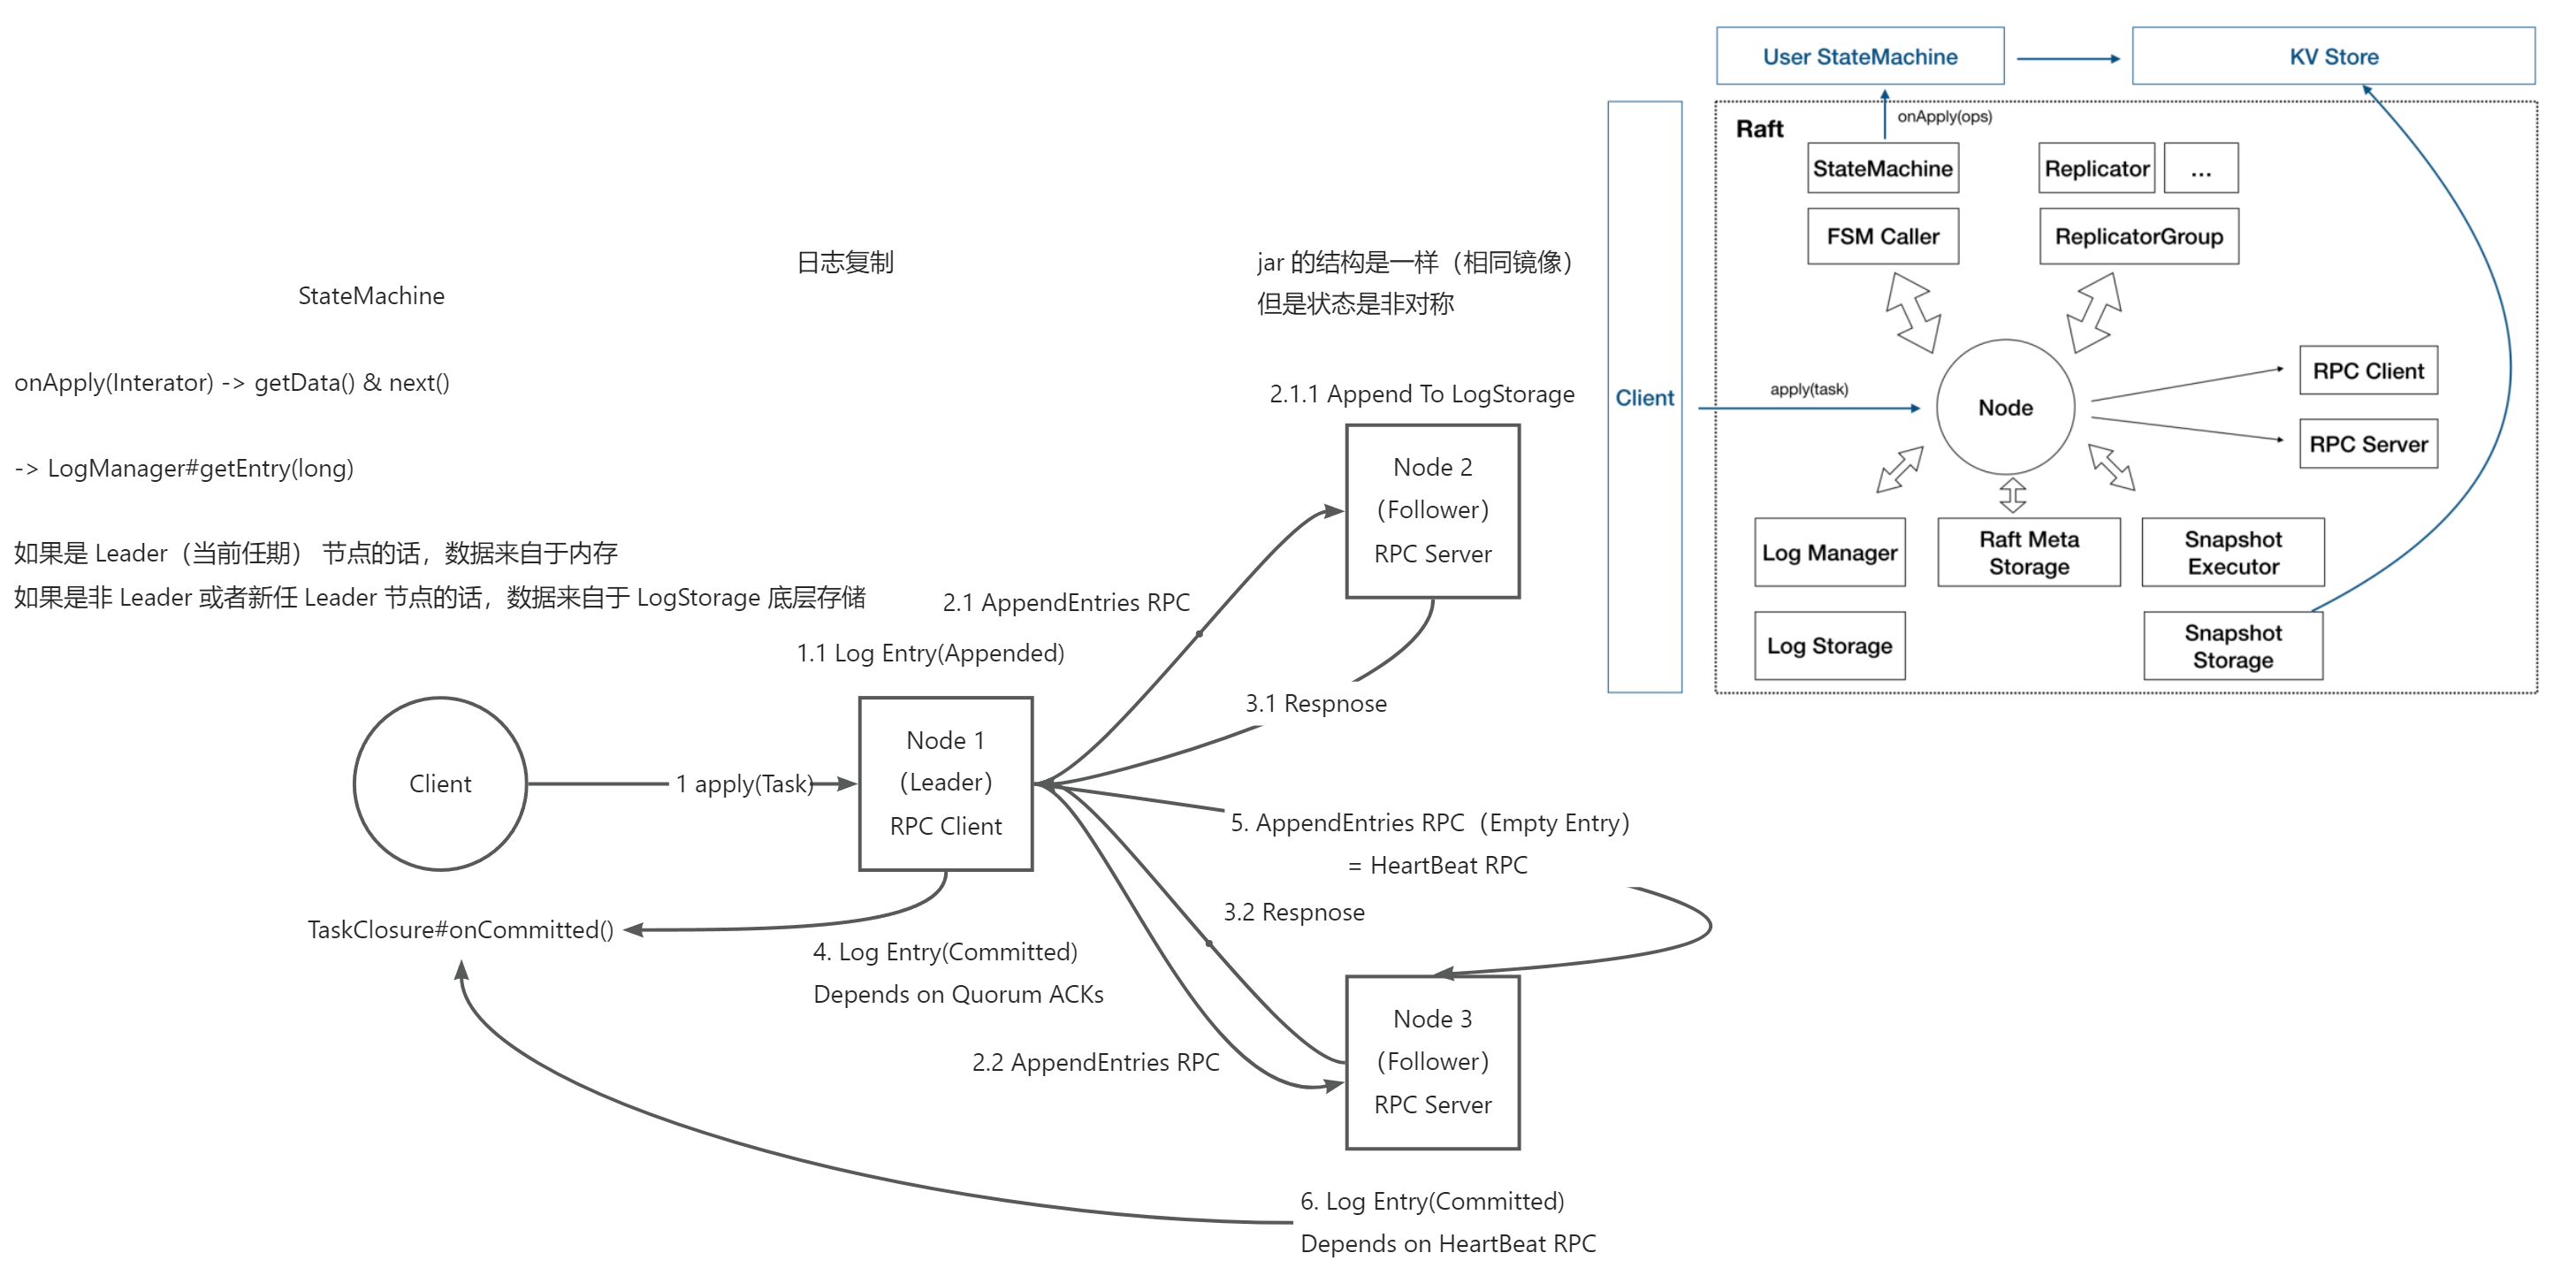 日志复制
StateMachine
onApply(Interator) -> getData() & next()
-> LogManager#getEntry(long)
如果是 Leader（当前任期） 节点的话，数据来自于内存
如果是非 Leader 或者新任 Leader 节点的话，数据来自于 LogStorage 底层存储
jar 的结构是一样（相同镜像）
但是状态是非对称
2.1.1 Append To LogStorage
Node 2
（Follower）
RPC Server
2.1 AppendEntries RPC
1.1 Log Entry(Appended)
3.1 Respnose
Client
1 apply(Task)
Node 1
（Leader）
RPC Client
5. AppendEntries RPC（Empty Entry）
= HeartBeat RPC
3.2 Respnose
TaskClosure#onCommitted()
4. Log Entry(Committed)
Depends on Quorum ACKs
2.2 AppendEntries RPC
Node 3
（Follower）
RPC Server
6. Log Entry(Committed)
Depends on HeartBeat RPC
User StateMachine
KV Store
onApply(ops)
Raft
StateMachine
Replicator
...
FSM Caller
ReplicatorGroup
Client
apply(task)
Node
RPC Client
RPC Server
Log Manager
Raft Meta
Storage
Snapshot
Executor
Log Storage
Snapshot
Storage